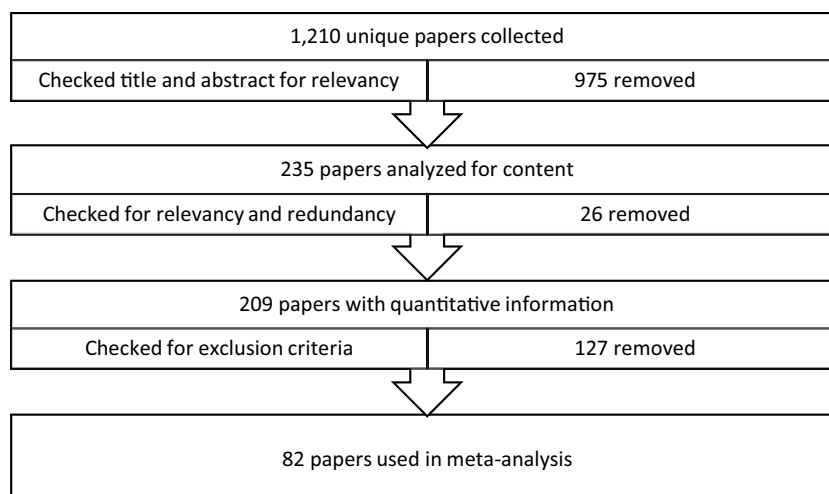 1,210 unique papers collected
Checked title and abstract for relevancy
975 removed
235 papers analyzed for content
Checked for relevancy and redundancy
26 removed
209 papers with quantitative information
Checked for exclusion criteria
127 removed
82 papers used in meta-analysis